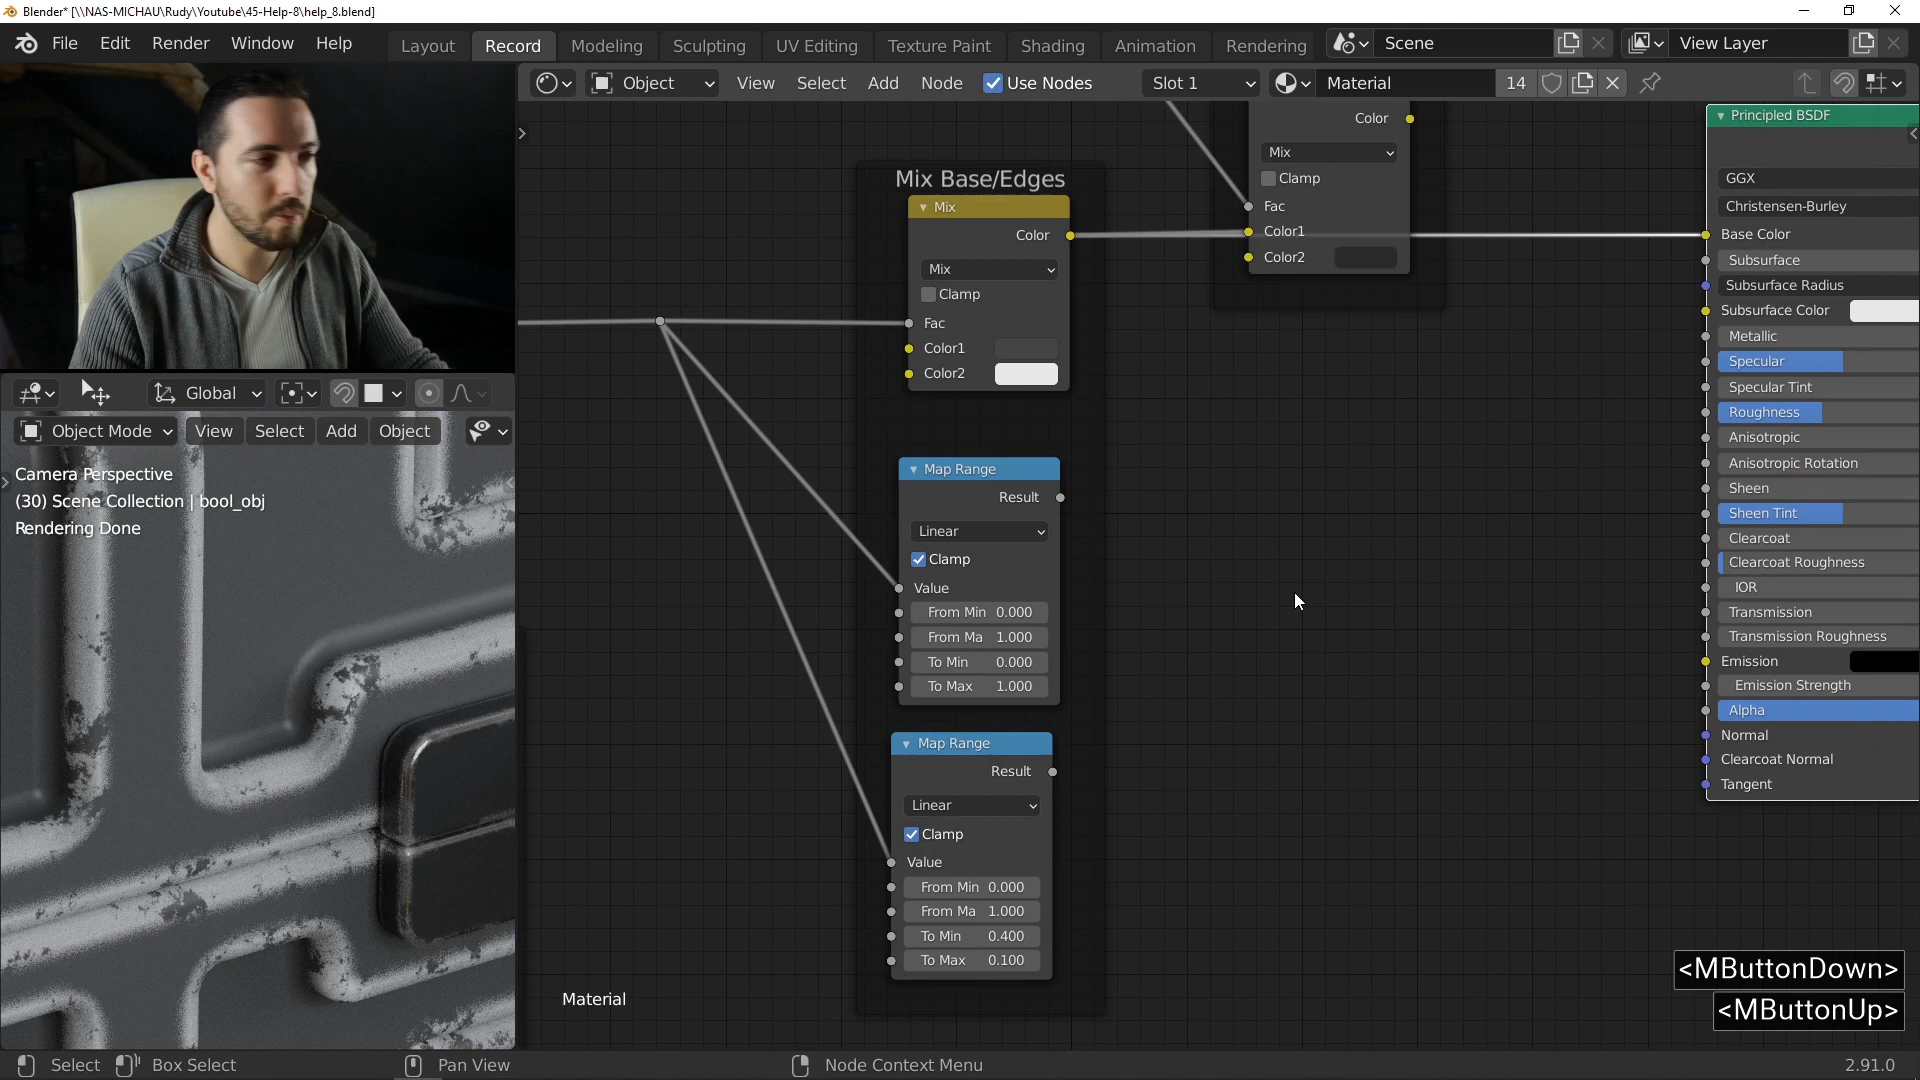 Blender* [\\NAS-MICHAU\Rudy\Youtube\45-Help-8\help_8.blend]
File Edit Render Window Help
Layout Record Modeling Sculpting UV Editing Texture Paint Shading Animation Rendering
Scene
View Layer
Object
View Select Add Node Use Nodes
Slot 1
Material 14
Mix Base/Edges
Mix
Color
Mix
Clamp
Fac
Color1
Color2
Color
Mix
Clamp
Fac
Color1
Color2
Map Range
Result
Linear
Clamp
Value
From Min 0.000
From Ma 1.000
To Min 0.000
To Max 1.000
Map Range
Result
Linear
Clamp
Value
From Min 0.000
From Ma 1.000
To Min 0.400
To Max 0.100
Principled BSDF
GGX
Christensen-Burley
Base Color
Subsurface
Subsurface Radius
Subsurface Color
Metallic
Specular
Specular Tint
Roughness
Anisotropic
Anisotropic Rotation
Sheen
Sheen Tint
Clearcoat
Clearcoat Roughness
IOR
Transmission
Transmission Roughness
Emission
Emission Strength
Alpha
Normal
Clearcoat Normal
Tangent
Global
Object Mode View Select Add Object
Camera Perspective
(30) Scene Collection | bool_obj
Rendering Done
Material
<MButtonDown>
<MButtonUp>
Select Box Select Pan View Node Context Menu 2.91.0